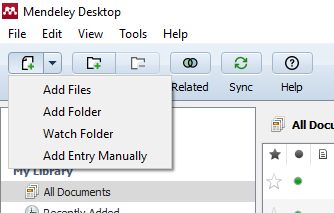 Mendeley Desktop
File Edit View Tools Help
Related Sync Help
Add Files
Add Folder
Watch Folder
Add Entry Manually
My Library
All Documents
Recently Added
All Docum